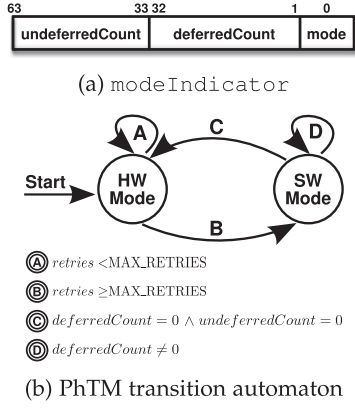 63 33 32 1 0
undeferredCount deferredCount mode
(a) modeIndicator
A C D
Start HW Mode SW Mode
B
A retries <MAX_RETRIES
B retries ≥MAX_RETRIES
C deferredCount = 0 ∧ undeferredCount = 0
D deferredCount ≠ 0
(b) PhTM transition automaton